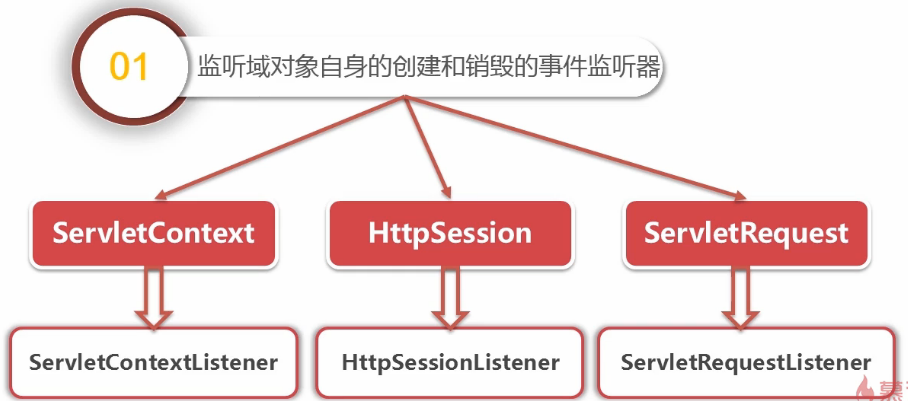 01
监听域对象自身的创建和销毁的事件监听器
ServletContext
HttpSession
ServletRequest
ServletContextListener
HttpSessionListener
ServletRequestListener
慕